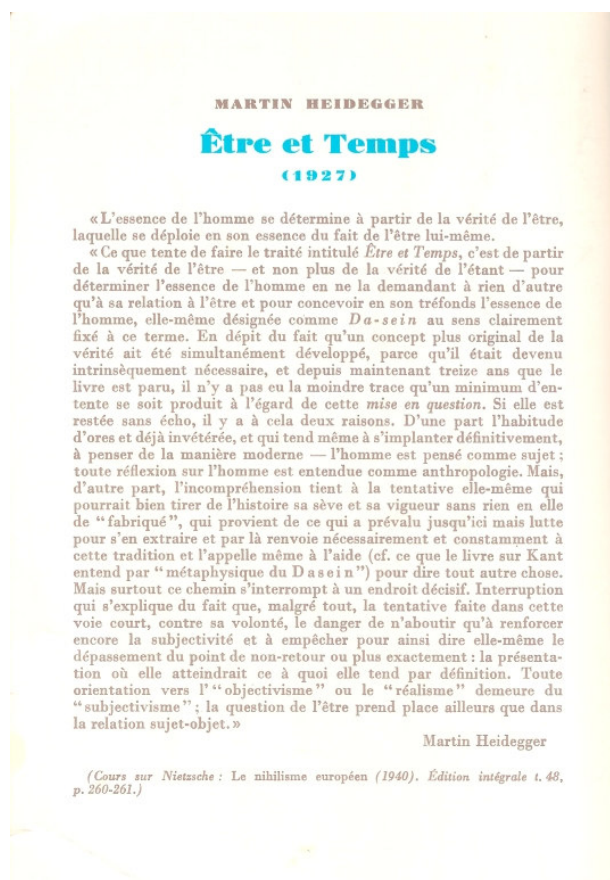 MARTIN HEIDEGGER
Être et Temps
(1927)
«L'essence de l'homme se détermine à partir de la vérité de l'être,
laquelle se déploie en son essence du fait de l'être lui-même.
«Ce que tente de faire le traité intitulé Être et Temps, c'est de partir
de la vérité de l'être — et non plus de la vérité de l'étant — pour
déterminer l'essence de l'homme en ne la demandant à rien d'autre
qu'à sa relation à l'être et pour concevoir en son tréfonds l'essence de
l'homme, elle-même désignée comme Da-sein au sens clairement
fixé à ce terme. En dépit du fait qu'un concept plus original de la
vérité ait été simultanément développé, parce qu'il était devenu
intrinsèquement nécessaire, et depuis maintenant treize ans que le
livre est paru, il n'y a pas eu la moindre trace qu'un minimum d'en-
tente se soit produit à l'égard de cette mise en question. Si elle est
restée sans écho, il y a à cela deux raisons. D'une part l'habitude
d'ores et déjà invétérée, et qui tend même à s'implanter définitivement,
à penser de la manière moderne — l'homme est pensé comme sujet ;
toute réflexion sur l'homme est entendue comme anthropologie. Mais,
d'autre part, l'incompréhension tient à la tentative elle-même qui
pourrait bien tirer de l'histoire sa sève et sa vigueur sans rien en elle
de "fabriqué", qui provient de ce qui a prévalu jusqu'ici mais lutte
pour s'en extraire et par là renvoie nécessairement et constamment à
cette tradition et l'appelle même à l'aide (cf. ce que le livre sur Kant
entend par "métaphysique du Dasein") pour dire tout autre chose.
Mais surtout ce chemin s'interrompt à un endroit décisif. Interruption
qui s'explique du fait que, malgré tout, la tentative faite dans cette
voie court, contre sa volonté, le danger de n'aboutir qu'à renforcer
encore la subjectivité et à empêcher pour ainsi dire elle-même le
dépassement du point de non-retour ou plus exactement : la présenta-
tion où elle atteindrait ce à quoi elle tend par définition. Toute
orientation vers l'"objectivisme" ou le "réalisme" demeure du
"subjectivisme" ; la question de l'être prend place ailleurs que dans
la relation sujet-objet.»
Martin Heidegger
(Cours sur Nietzsche : Le nihilisme européen (1940). Édition intégrale t. 48,
p. 260-261.)